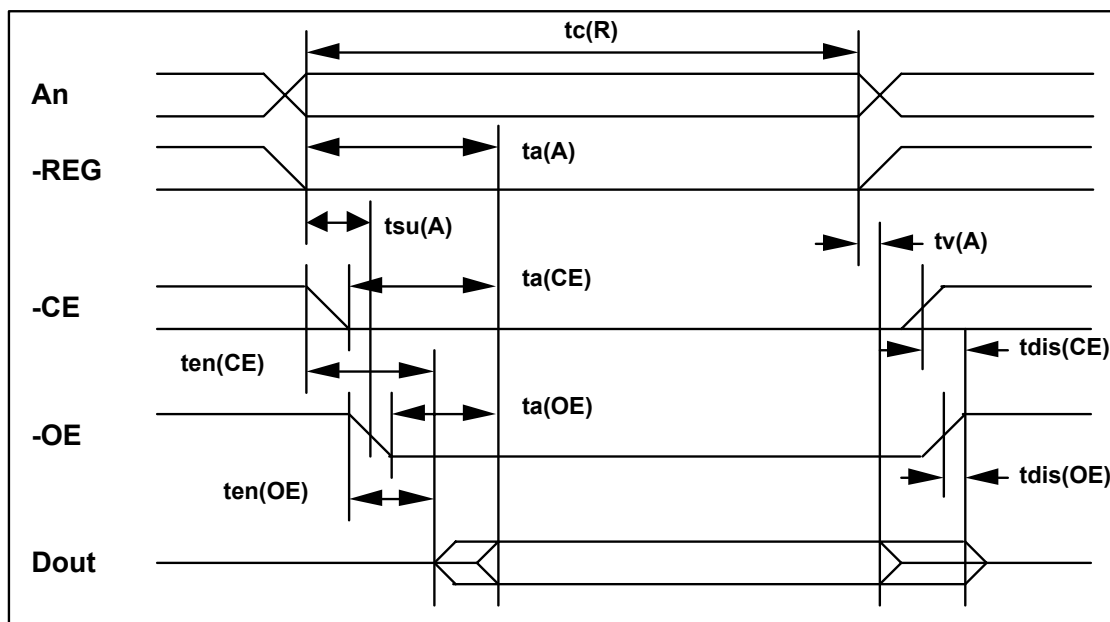 tc(R)
An
ta(A)
-REG
tsu(A)
tv(A)
ta(CE)
-CE
ten(CE)
tdis(CE)
ta(OE)
-OE
ten(OE)
tdis(OE)
Dout